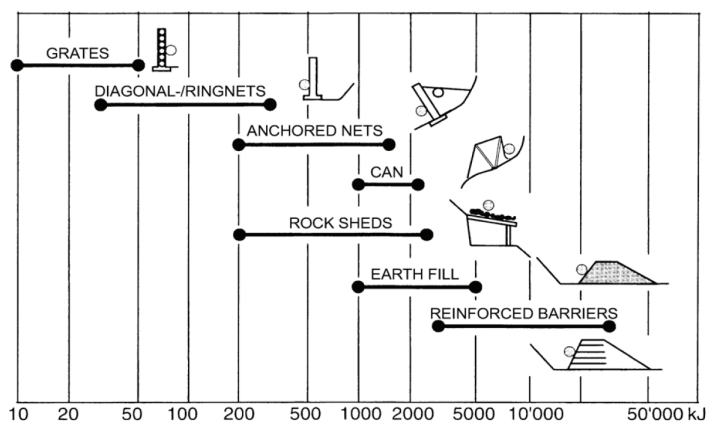 GRATES
DIAGONAL-/RINGNETS
ANCHORED NETS
CAN
ROCK SHEDS
EARTH FILL
REINFORCED BARRIERS
10 20 50 100 200 500 1000 2000 5000 10'000 50'000 kJ